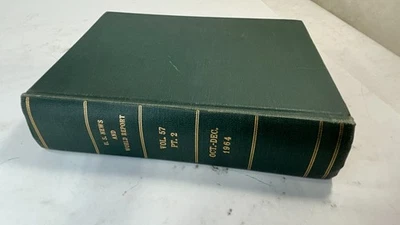 U. S. NEWS
AND
WORLD REPORT
VOL. 57
PT. 2
OCT.-DEC.
1964